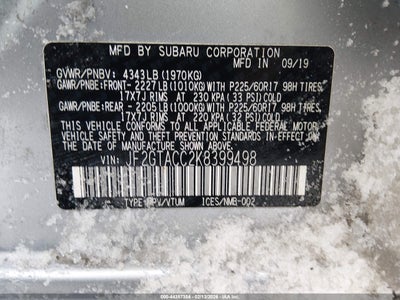 MFD. BY SUBARU CORPORATION
MADE IN 09/19
GVWR/PNBV: 4343LB (1970KG)
GAWR/PNBE:FRONT- 2227LB (1010KG)WITH P225/60R17 98H TIRES
17X7J RIMS AT 230 KPA (33 PSI)COLD
GAWR/PNBE:REAR - 2205LB (1000KG)WITH P225/60R17 98H TIRES
17X7J RIMS AT 220 KPA (32 PSI)COLD
THIS VEHICLE CONFORMS TO ALL APPLICABLE FEDERAL
MOTOR VEHICLE SAFETY AND THEFT PREVENTION STANDARDS IN-EFFECT
ON THE DATE OF MANUFACTURE SHOWN ABOVE.
VIN: JF2GTACC2K8399498
TYPE:MPV/VTUM ICES/NMB-002